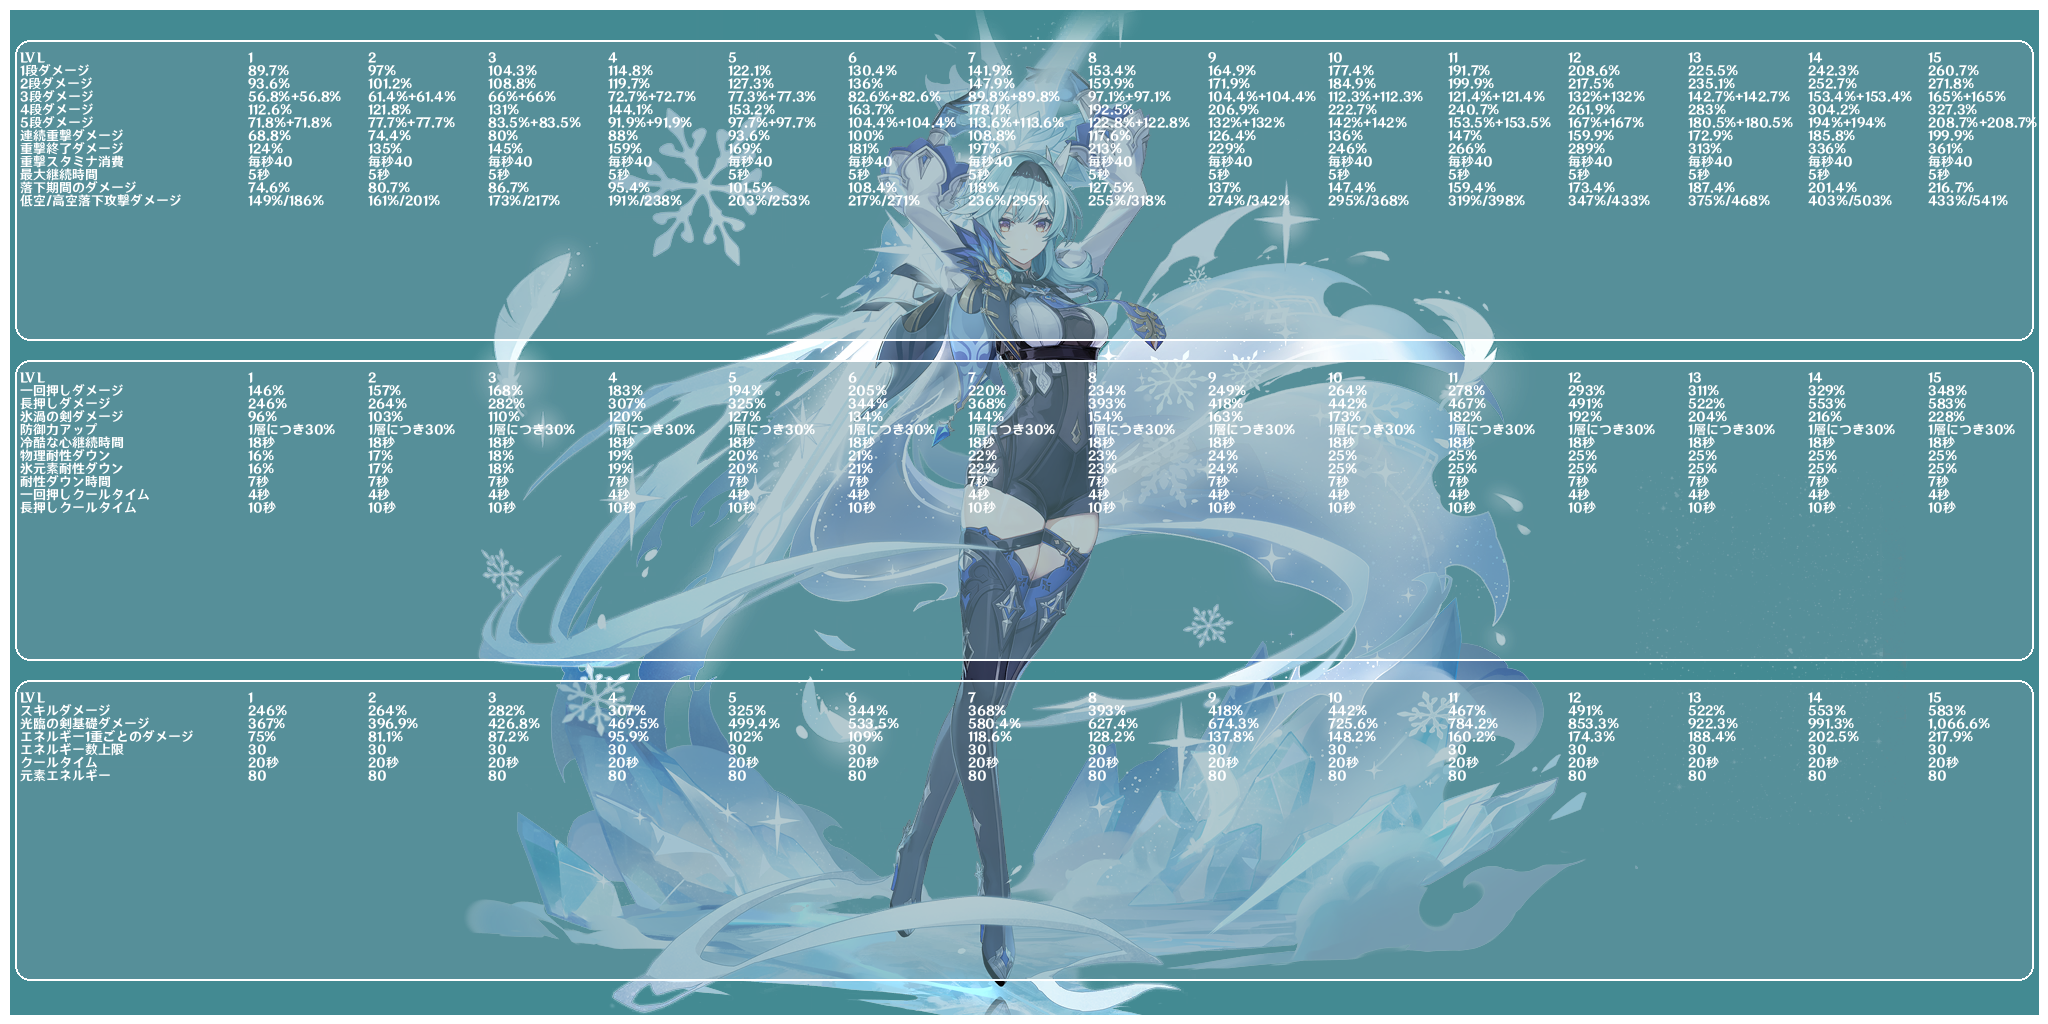 LVL 1 2 3 4 5 6 7 8 9 10 11 12 13 14 15
1段ダメージ 89.7% 97% 104.3% 114.8% 122.1% 130.4% 141.9% 153.4% 164.9% 177.4% 191.7% 208.6% 225.5% 242.3% 260.7%
2段ダメージ 93.6% 101.2% 108.8% 119.7% 127.3% 136% 147.9% 159.9% 171.9% 184.9% 199.9% 217.5% 235.1% 252.7% 271.8%
3段ダメージ 56.8%+56.8% 61.4%+61.4% 66%+66% 72.7%+72.7% 77.3%+77.3% 82.6%+82.6% 89.8%+89.8% 97.1%+97.1% 104.4%+104.4% 112.3%+112.3% 121.4%+121.4% 132%+132% 142.7%+142.7% 153.4%+153.4% 165%+165%
4段ダメージ 112.6% 121.8% 131% 144.1% 153.2% 163.7% 178.1% 192.5% 206.9% 222.7% 240.7% 261.9% 283% 304.2% 327.3%
5段ダメージ 71.8%+71.8% 77.7%+77.7% 83.5%+83.5% 91.9%+91.9% 97.7%+97.7% 104.4%+104.4% 113.6%+113.6% 122.8%+122.8% 132%+132% 142%+142% 153.5%+153.5% 167%+167% 180.5%+180.5% 194%+194% 208.7%+208.7%
連続重撃ダメージ 68.8% 74.4% 80% 88% 93.6% 100% 108.8% 117.6% 126.4% 136% 147% 159.9% 172.9% 185.8% 199.9%
重撃終了ダメージ 124% 135% 145% 159% 169% 181% 197% 213% 229% 246% 266% 289% 313% 336% 361%
重撃スタミナ消費 毎秒40 毎秒40 毎秒40 毎秒40 毎秒40 毎秒40 毎秒40 毎秒40 毎秒40 毎秒40 毎秒40 毎秒40 毎秒40 毎秒40 毎秒40
最大継続時間 5秒 5秒 5秒 5秒 5秒 5秒 5秒 5秒 5秒 5秒 5秒 5秒 5秒 5秒 5秒
落下期間のダメージ 74.6% 80.7% 86.7% 95.4% 101.5% 108.4% 118% 127.5% 137% 147.4% 159.4% 173.4% 187.4% 201.4% 216.7%
低空/高空落下攻撃ダメージ 149%/186% 161%/201% 173%/217% 191%/238% 203%/253% 217%/271% 236%/295% 255%/318% 274%/342% 295%/368% 319%/398% 347%/433% 375%/468% 403%/503% 433%/541%
LVL 1 2 3 4 5 6 7 8 9 10 11 12 13 14 15
一回押しダメージ 146% 157% 168% 183% 194% 205% 220% 234% 249% 264% 278% 293% 311% 329% 348%
長押しダメージ 246% 264% 282% 307% 325% 344% 368% 393% 418% 442% 467% 491% 522% 553% 583%
氷渦の剣ダメージ 96% 103% 110% 120% 127% 134% 144% 154% 163% 173% 182% 192% 204% 216% 228%
防御力アップ 1層につき30% 1層につき30% 1層につき30% 1層につき30% 1層につき30% 1層につき30% 1層につき30% 1層につき30% 1層につき30% 1層につき30% 1層につき30% 1層につき30% 1層につき30% 1層につき30% 1層につき30%
冷酷な心継続時間 18秒 18秒 18秒 18秒 18秒 18秒 18秒 18秒 18秒 18秒 18秒 18秒 18秒 18秒 18秒
物理耐性ダウン 16% 17% 18% 19% 20% 21% 22% 23% 24% 25% 25% 25% 25% 25% 25%
氷元素耐性ダウン 16% 17% 18% 19% 20% 21% 22% 23% 24% 25% 25% 25% 25% 25% 25%
耐性ダウン時間 7秒 7秒 7秒 7秒 7秒 7秒 7秒 7秒 7秒 7秒 7秒 7秒 7秒 7秒 7秒
一回押しクールタイム 4秒 4秒 4秒 4秒 4秒 4秒 4秒 4秒 4秒 4秒 4秒 4秒 4秒 4秒 4秒
長押しクールタイム 10秒 10秒 10秒 10秒 10秒 10秒 10秒 10秒 10秒 10秒 10秒 10秒 10秒 10秒 10秒
LVL 1 2 3 4 5 6 7 8 9 10 11 12 13 14 15
スキルダメージ 246% 264% 282% 307% 325% 344% 368% 393% 418% 442% 467% 491% 522% 553% 583%
光臨の剣基礎ダメージ 367% 396.9% 426.8% 469.5% 499.4% 533.5% 580.4% 627.4% 674.3% 725.6% 784.2% 853.3% 922.3% 991.3% 1,066.6%
エネルギー1重ごとのダメージ 75% 81.1% 87.2% 95.9% 102% 109% 118.6% 128.2% 137.8% 148.2% 160.2% 174.3% 188.4% 202.5% 217.9%
エネルギー数上限 30 30 30 30 30 30 30 30 30 30 30 30 30 30 30
クールタイム 20秒 20秒 20秒 20秒 20秒 20秒 20秒 20秒 20秒 20秒 20秒 20秒 20秒 20秒 20秒
元素エネルギー 80 80 80 80 80 80 80 80 80 80 80 80 80 80 80